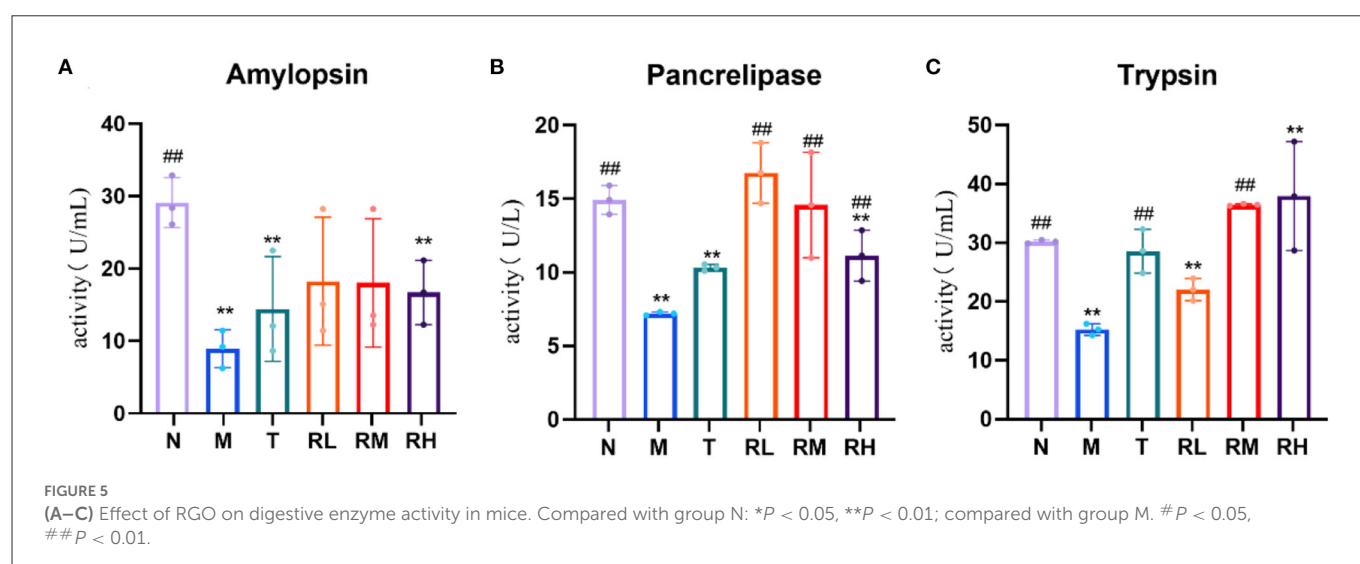 A
Amylopsin
activity ( U/mL)
40
30
20
10
0
##
**
**
**
N M T RL RM RH
B
Pancrelipase
activity ( U/L)
20
15
10
5
0
##
**
**
##
##
##
**
N M T RL RM RH
C
Trypsin
activity ( U/mL)
50
40
30
20
10
0
##
**
##
**
##
**
N M T RL RM RH
FIGURE 5
(A–C) Effect of RGO on digestive enzyme activity in mice. Compared with group N: *P < 0.05, **P < 0.01; compared with group M. #P < 0.05,
##P < 0.01.